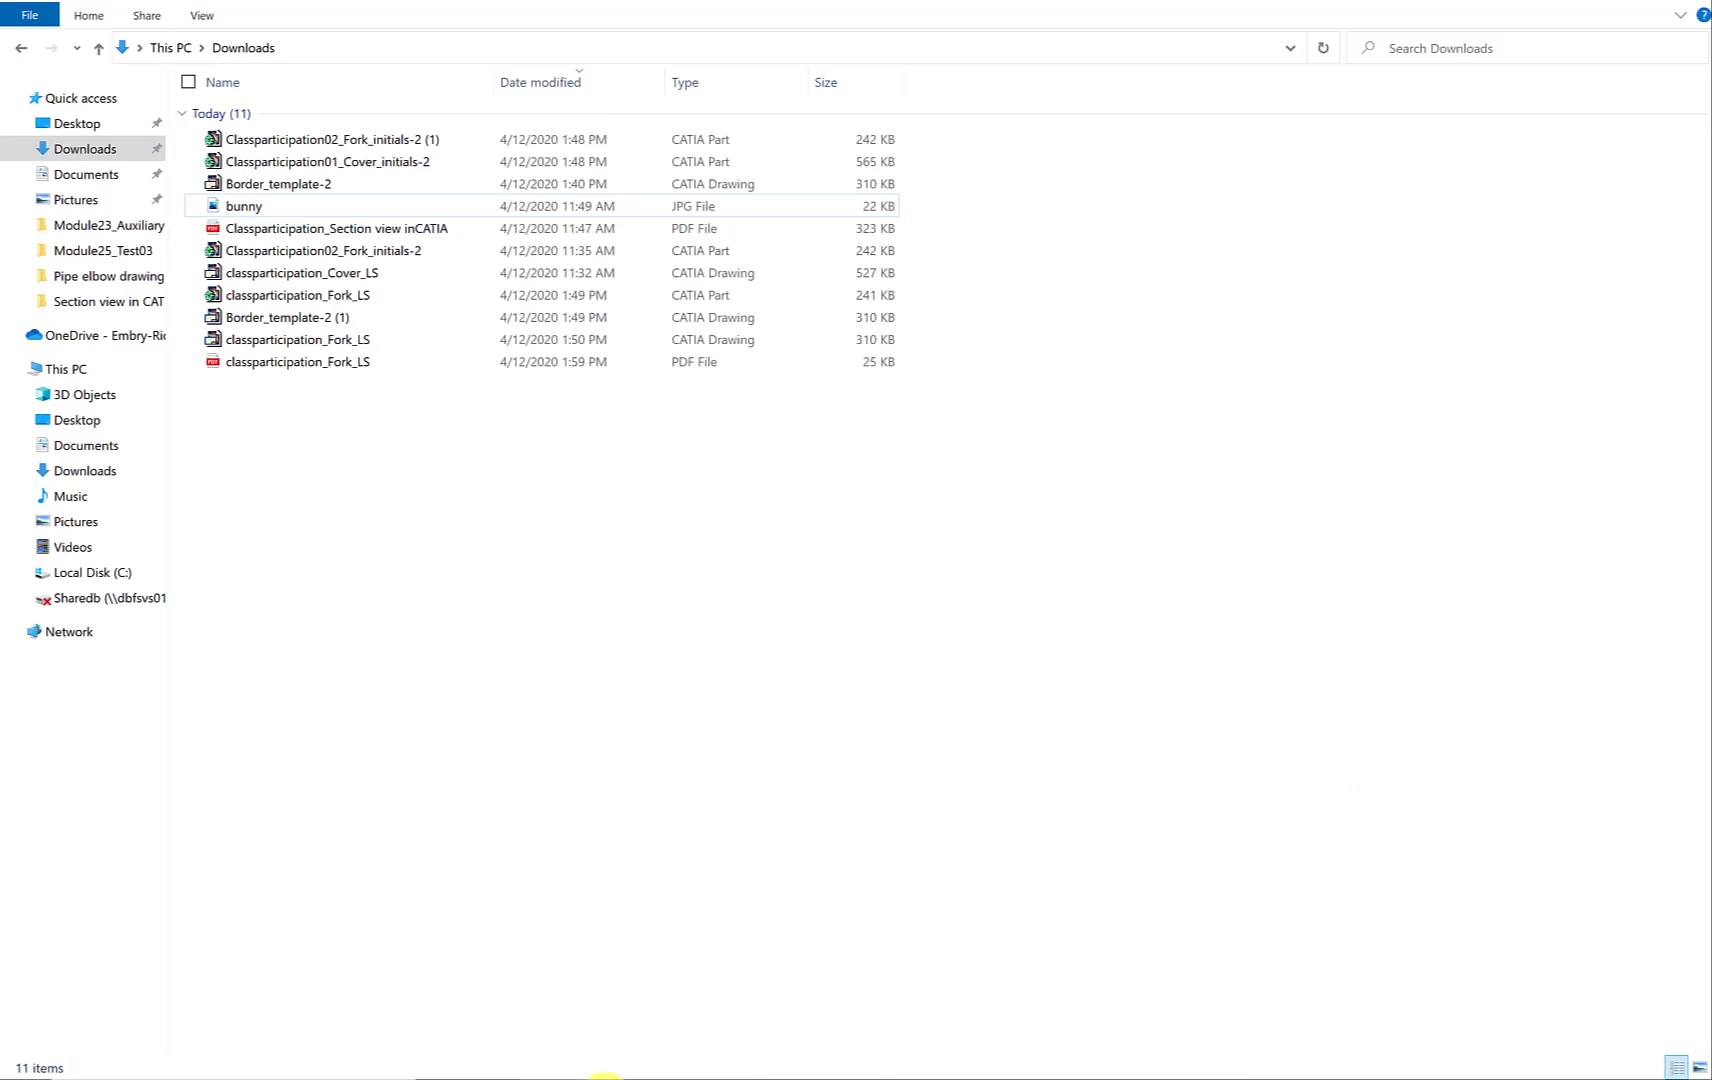 File Home Share View
?
This PC Downloads
Search Downloads
Name Date modified Type Size
Quick access
Desktop
Downloads
Documents
Pictures
Module23_Auxiliary
Module25_Test03
Pipe elbow drawing
Section view in CAT
OneDrive - Embry-Ric
This PC
3D Objects
Desktop
Documents
Downloads
Music
Pictures
Videos
Local Disk (C:)
Sharedb (\\dbfsvs01
Network
Today (11)
Classparticipation02_Fork_initials-2 (1) 4/12/2020 1:48 PM CATIA Part 242 KB
Classparticipation01_Cover_initials-2 4/12/2020 1:48 PM CATIA Part 565 KB
Border_template-2 4/12/2020 1:40 PM CATIA Drawing 310 KB
bunny 4/12/2020 11:49 AM JPG File 22 KB
Classparticipation_Section view inCATIA 4/12/2020 11:47 AM PDF File 323 KB
Classparticipation02_Fork_initials-2 4/12/2020 11:35 AM CATIA Part 242 KB
classparticipation_Cover_LS 4/12/2020 11:32 AM CATIA Drawing 527 KB
classparticipation_Fork_LS 4/12/2020 1:49 PM CATIA Part 241 KB
Border_template-2 (1) 4/12/2020 1:49 PM CATIA Drawing 310 KB
classparticipation_Fork_LS 4/12/2020 1:50 PM CATIA Drawing 310 KB
classparticipation_Fork_LS 4/12/2020 1:59 PM PDF File 25 KB
11 items